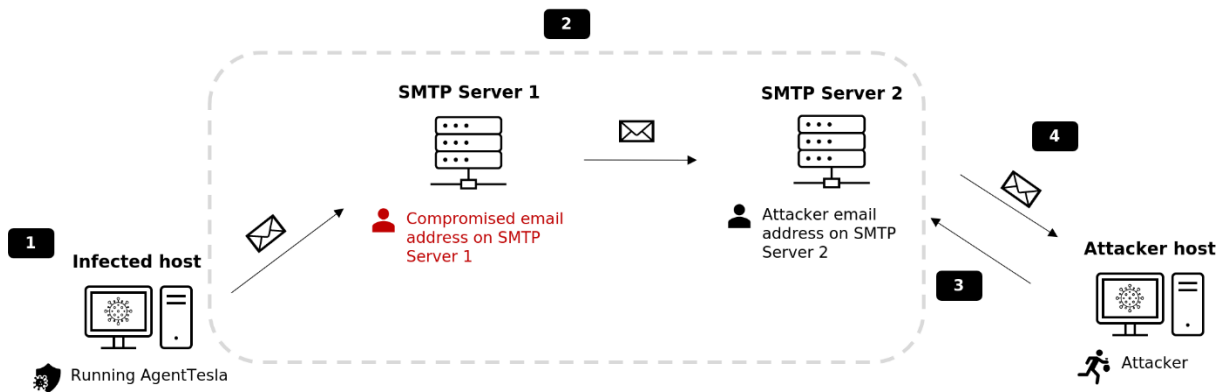 2
SMTP Server 1
SMTP Server 2
4
Compromised email
address on SMTP
Server 1
Attacker email
address on SMTP
Server 2
1
Infected host
Attacker host
3
Running AgentTesla
Attacker